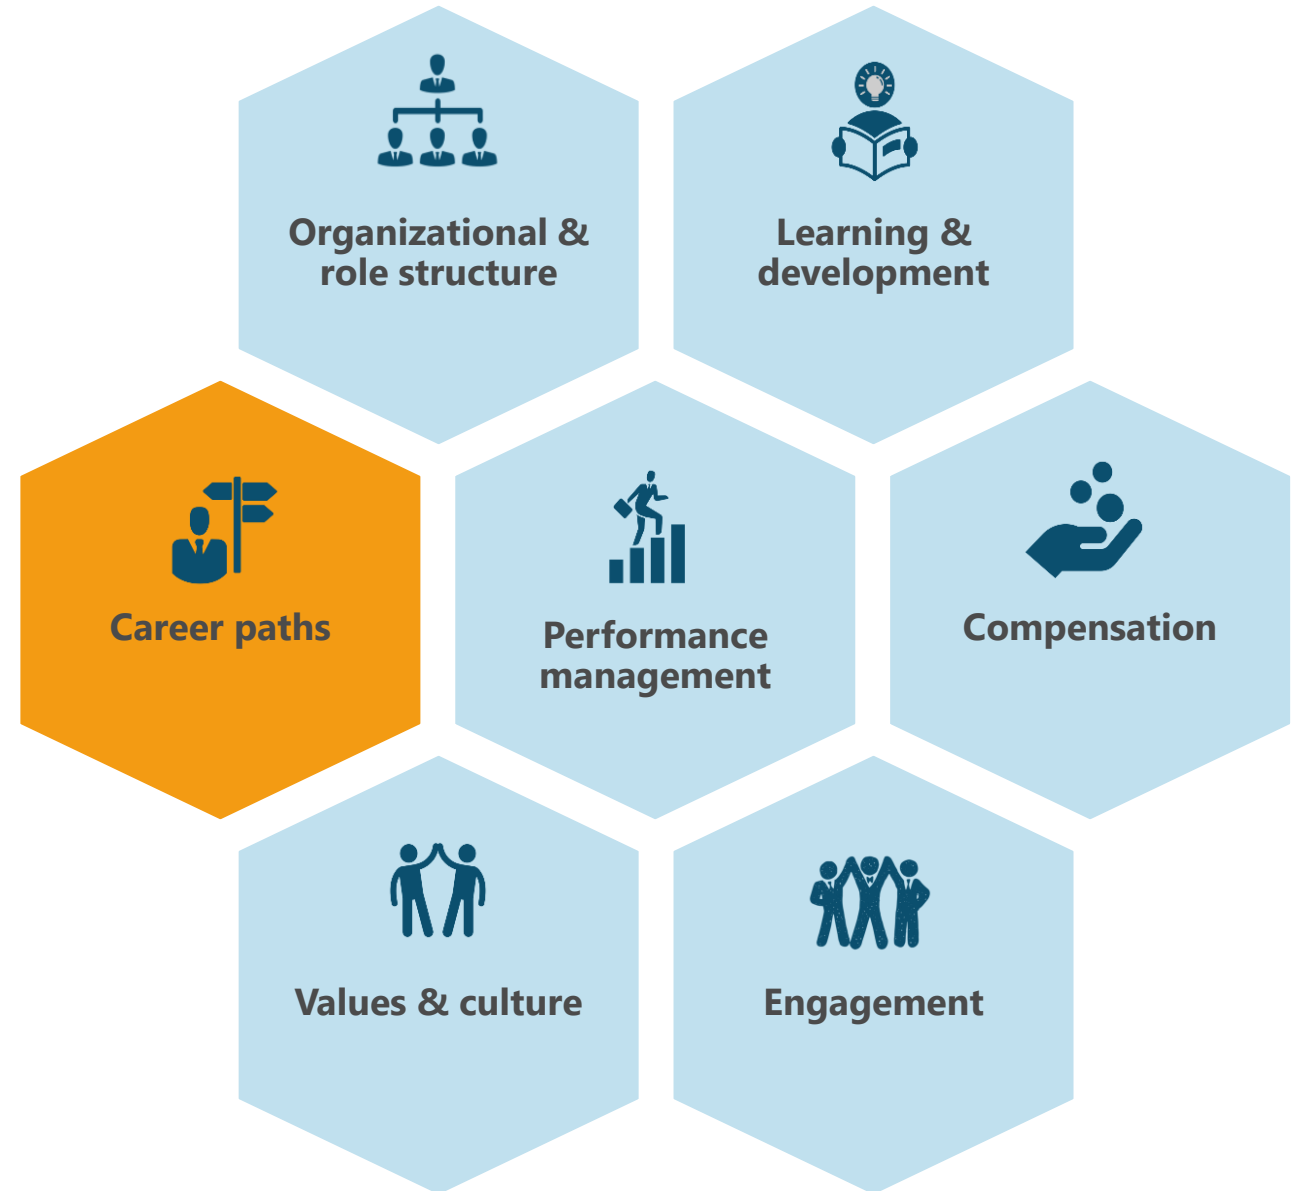 Organizational &
role structure
Learning &
development
Career paths
Performance
management
Compensation
Values & culture
Engagement